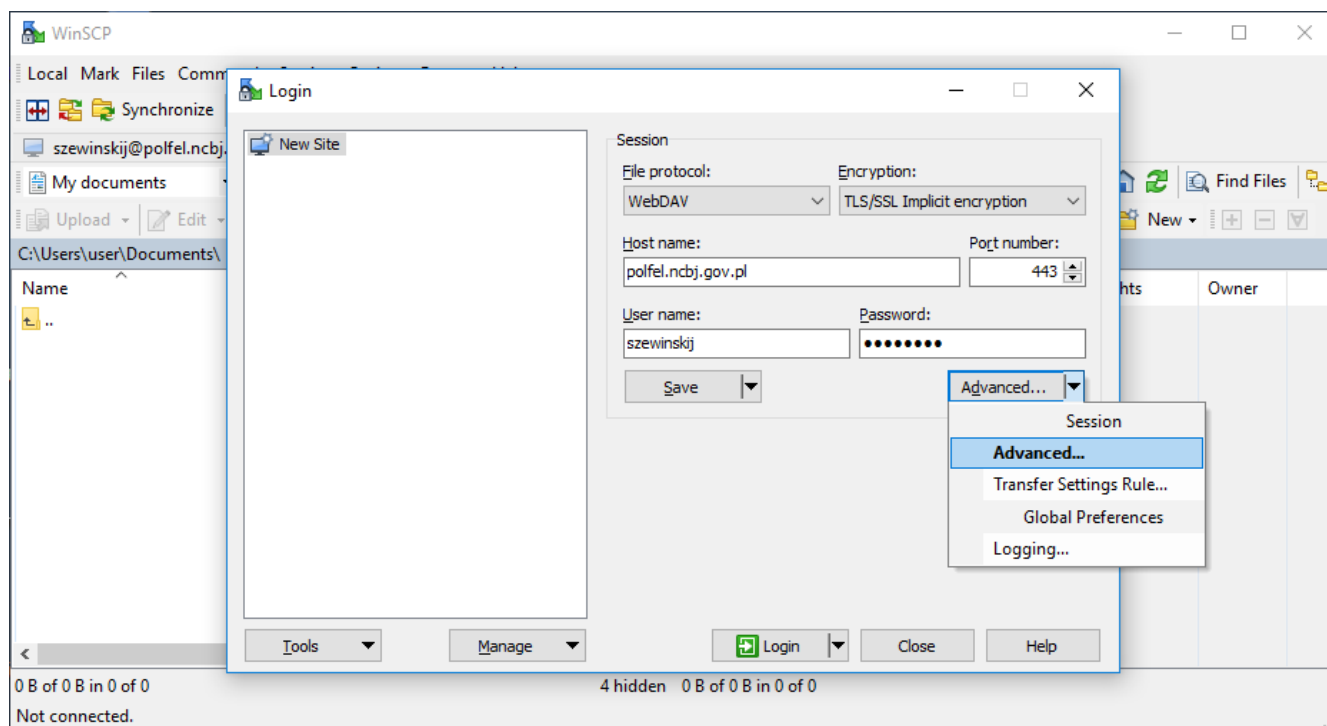 WinSCP
Local Mark Files Comm
Synchronize
szewinskij@polfel.ncbj.
My documents
Find Files
Upload Edit
New
C:\Users\user\Documents\
Name
hts Owner
..
Login
New Site
Session
File protocol: Encryption:
WebDAV TLS/SSL Implicit encryption
Host name: Port number:
polfel.ncbj.gov.pl 443
User name: Password:
szewinskij ••••••••
Save Advanced...
Session
Advanced...
Transfer Settings Rule...
Global Preferences
Logging...
Tools Manage Login Close Help
0 B of 0 B in 0 of 0 4 hidden 0 B of 0 B in 0 of 0
Not connected.